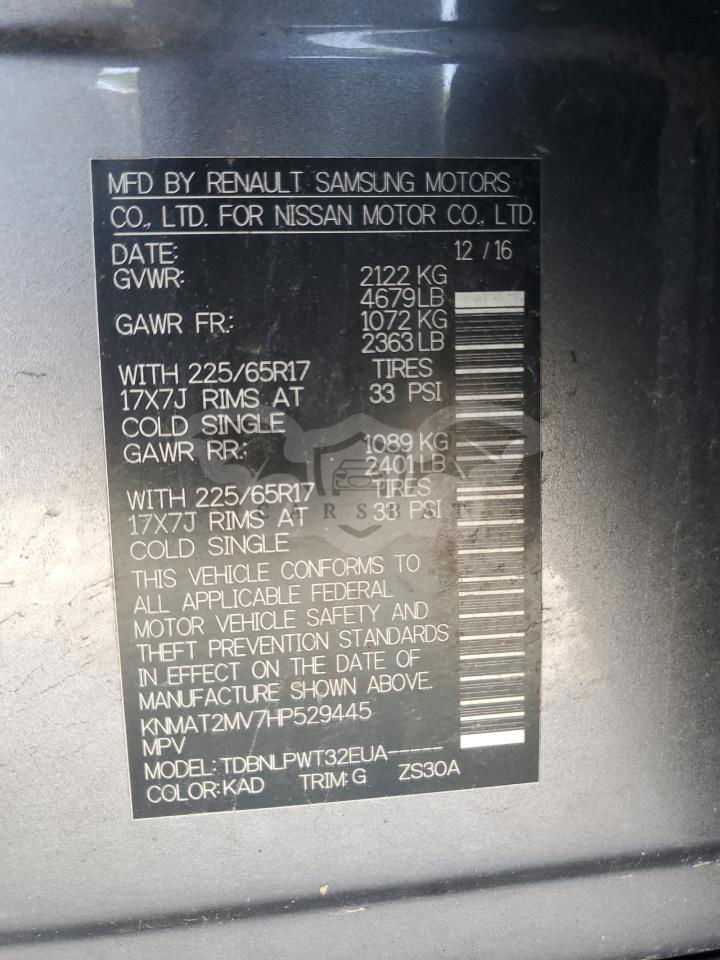 MFD BY RENAULT SAMSUNG MOTORS
CO., LTD. FOR NISSAN MOTOR CO., LTD.
DATE: 12 / 16
GVWR: 2122 KG
4679 LB
GAWR FR.: 1072 KG
2363 LB
WITH 225/65R17 TIRES
17X7J RIMS AT 33 PSI
COLD SINGLE
GAWR RR.: 1089 KG
2401 LB
WITH 225/65R17 TIRES
17X7J RIMS AT 33 PSI
COLD SINGLE
THIS VEHICLE CONFORMS TO
ALL APPLICABLE FEDERAL
MOTOR VEHICLE SAFETY AND
THEFT PREVENTION STANDARDS
IN EFFECT ON THE DATE OF
MANUFACTURE SHOWN ABOVE.
KNMAT2MV7HP529445
MPV
MODEL: TDBNLPWT32EUA-----
COLOR: KAD TRIM: G ZS30A